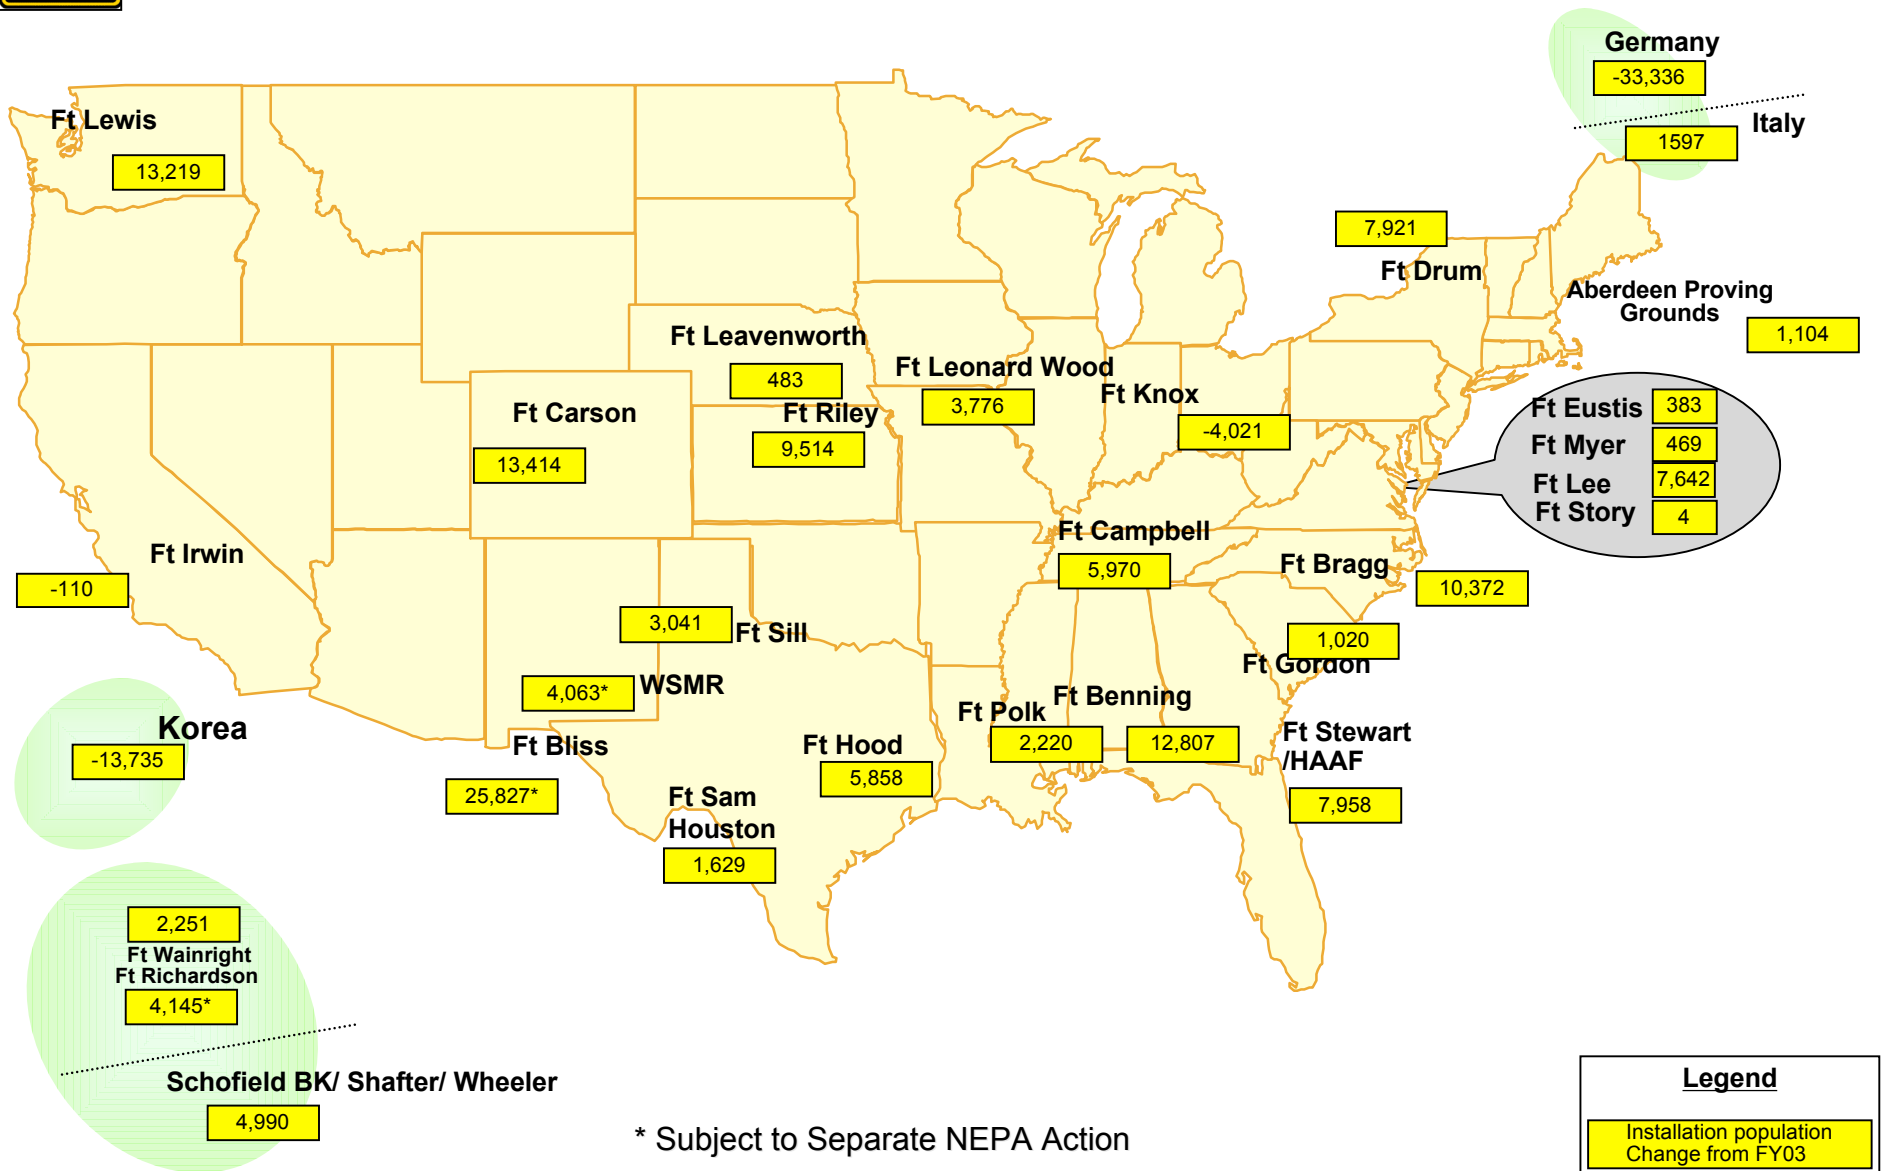 Germany
-33,336
Italy
1597
Ft Lewis
13,219
7,921
Ft Drum
Aberdeen Proving
Grounds
1,104
Ft Leavenworth
483
Ft Leonard Wood
3,776
Ft Knox
-4,021
Ft Carson
13,414
Ft Riley
9,514
Ft Eustis 383
Ft Myer 469
Ft Lee 7,642
Ft Story 4
Ft Irwin
-110
Ft Campbell
5,970
Ft Bragg
10,372
3,041 Ft Sill
1,020
Ft Gordon
4,063* WSMR
Ft Benning
12,807
Ft Polk
2,220
Korea
-13,735
Ft Bliss
25,827*
Ft Hood
5,858
Ft Stewart
/HAAF
7,958
Ft Sam
Houston
1,629
2,251
Ft Wainright
Ft Richardson
4,145*
Schofield BK/ Shafter/ Wheeler
4,990
* Subject to Separate NEPA Action
Legend
Installation population
Change from FY03